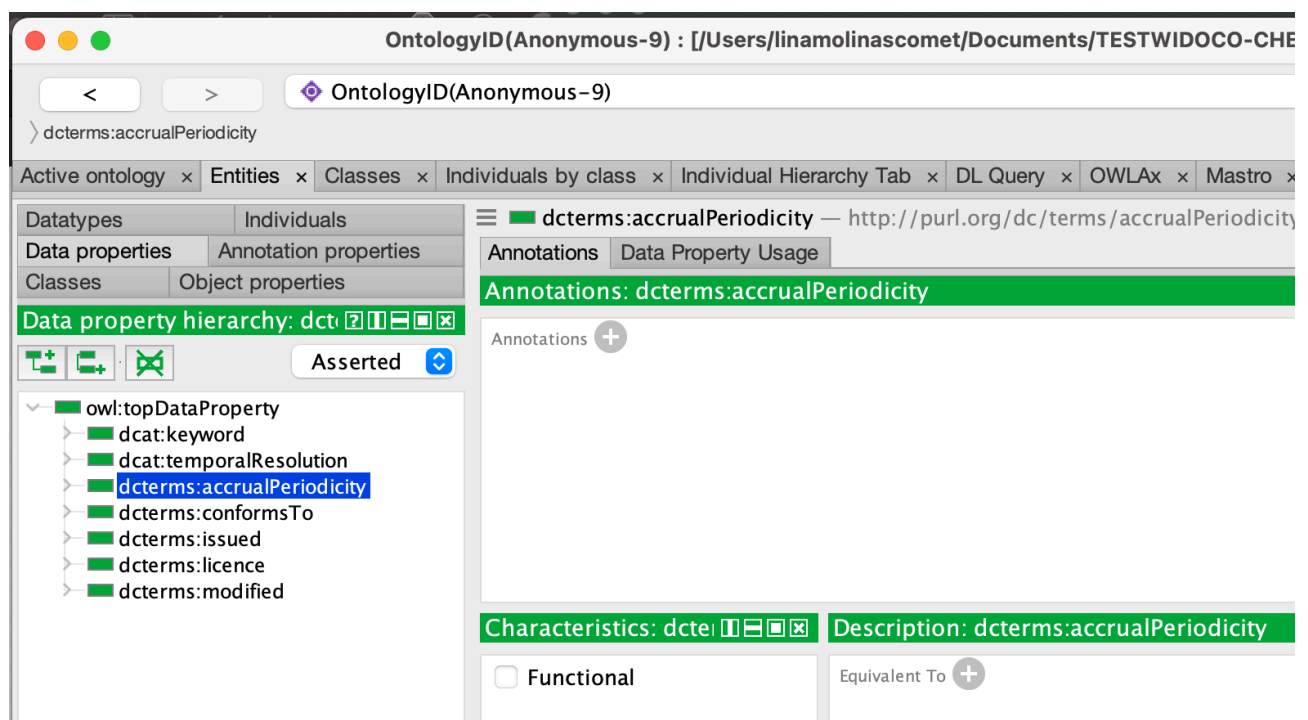 OntologyID(Anonymous-9) : [/Users/linamolinascomet/Documents/TESTWIDOCO-CHE
< > OntologyID(Anonymous-9)
dcterms:accrualPeriodicity
Active ontology × Entities × Classes × Individuals by class × Individual Hierarchy Tab × DL Query × OWLAx × Mastro ×
Datatypes Individuals
Data properties Annotation properties
Classes Object properties
Data property hierarchy: dct
Asserted
owl:topDataProperty
dcat:keyword
dcat:temporalResolution
dcterms:accrualPeriodicity
dcterms:conformsTo
dcterms:issued
dcterms:licence
dcterms:modified
dcterms:accrualPeriodicity — http://purl.org/dc/terms/accrualPeriodicity
Annotations Data Property Usage
Annotations: dcterms:accrualPeriodicity
Annotations
Characteristics: dcte
Functional
Description: dcterms:accrualPeriodicity
Equivalent To